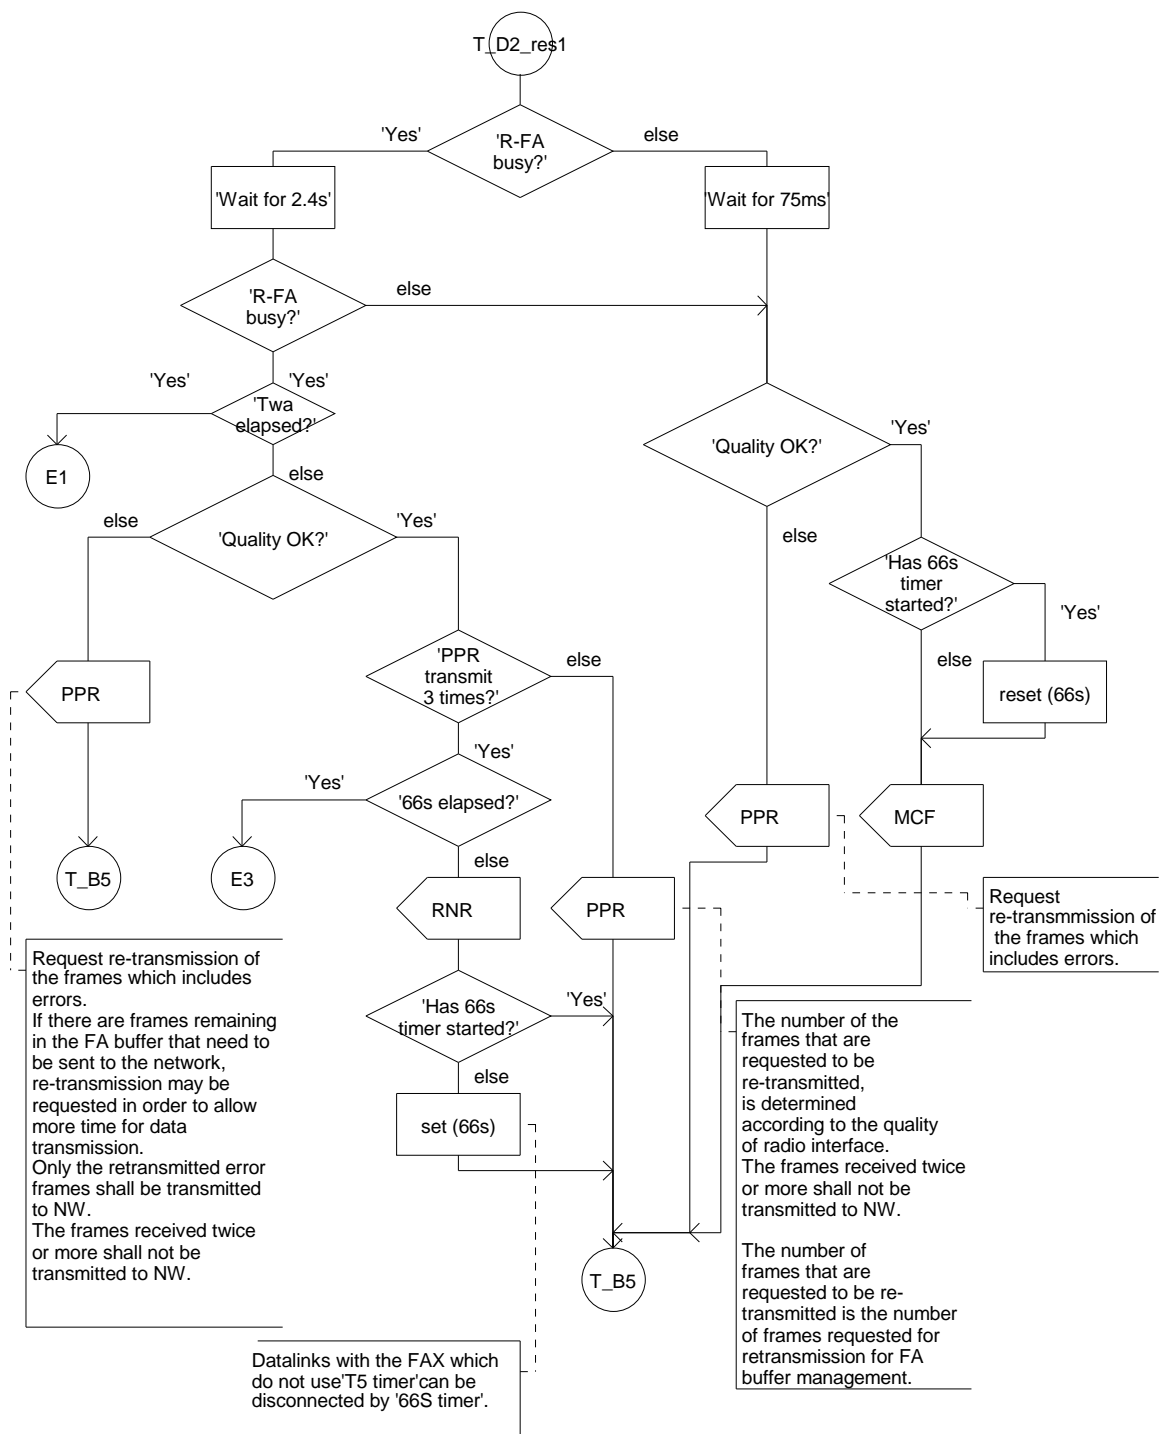 T_D2_res1
'Yes'
'R-FA
busy?'
else
'Wait for 2.4s'
'Wait for 75ms'
'R-FA
busy?'
else
'Yes'
'Yes'
'Twa
elapsed?'
E1
else
'Quality OK?'
'Yes'
else
'Quality OK?'
'Yes'
else
'Has 66s
timer
started?'
'Yes'
else
reset (66s)
'PPR
transmit
3 times?'
else
PPR
'Yes'
'Yes'
'66s elapsed?'
PPR
MCF
T_B5
E3
else
RNR
PPR
Request
re-transmmission of
the frames which
includes errors.
Request re-transmission of
the frames which includes
errors.
If there are frames remaining
in the FA buffer that need to
be sent to the network,
re-transmission may be
requested in order to allow
more time for data
transmission.
Only the retransmitted error
frames shall be transmitted
to NW.
The frames received twice
or more shall not be
transmitted to NW.
'Has 66s
timer started?'
'Yes'
else
set (66s)
The number of the
frames that are
requested to be
re-transmitted,
is determined
according to the quality
of radio interface.
The frames received twice
or more shall not be
transmitted to NW.
The number of
frames that are
requested to be re-
transmitted is the number
of frames requested for
retransmission for FA
buffer management.
T_B5
Datalinks with the FAX which
do not use'T5 timer'can be
disconnected by '66S timer'.